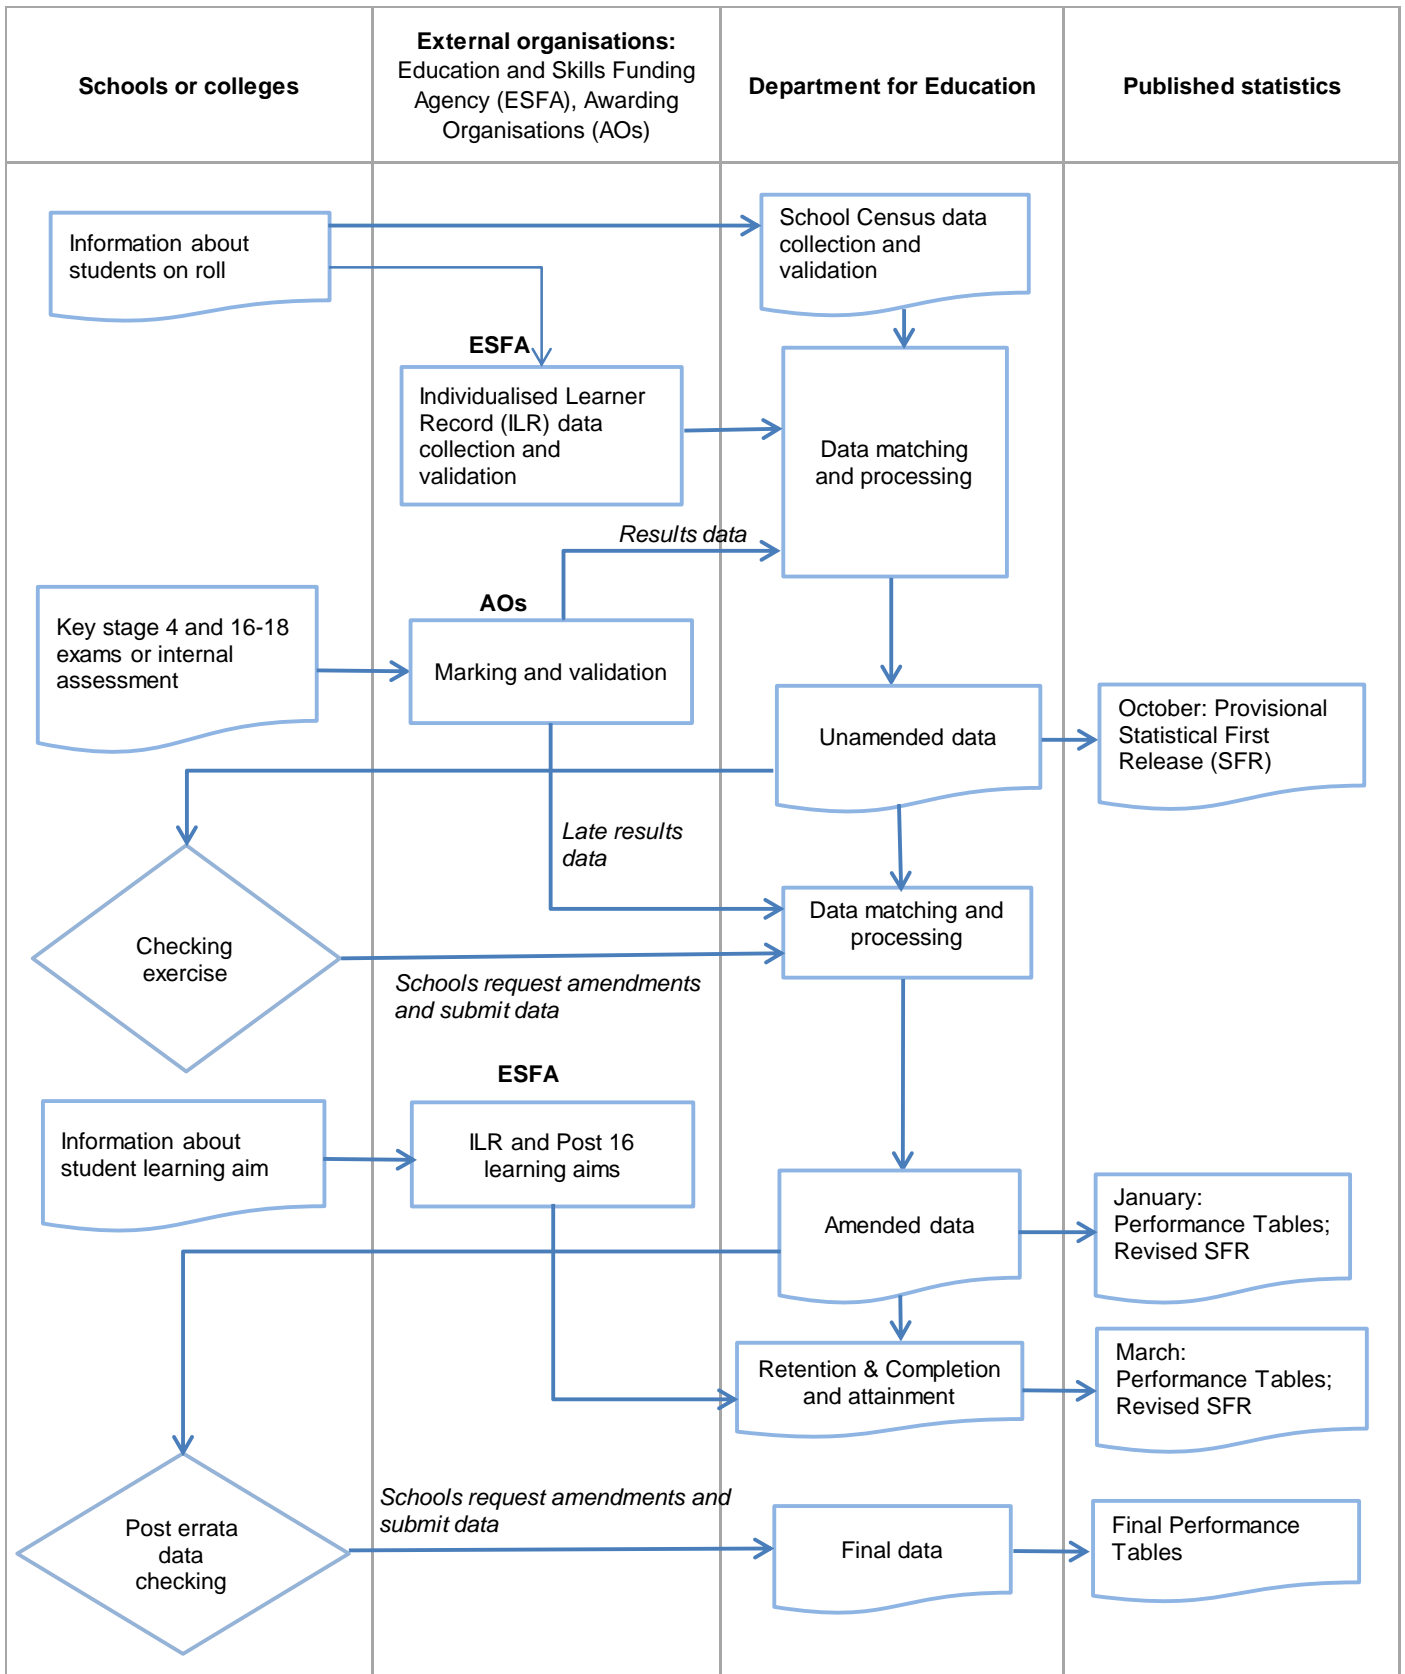 Schools or colleges
External organisations:
Education and Skills Funding
Agency (ESFA), Awarding
Organisations (AOs)
Department for Education
Published statistics
Information about
students on roll
School Census data
collection and
validation
ESFA
Individualised Learner
Record (ILR) data
collection and
validation
Data matching
and processing
Results data
Key stage 4 and 16-18
exams or internal
assessment
AOs
Marking and validation
Unamended data
October: Provisional
Statistical First
Release (SFR)
Late results
data
Checking
exercise
Data matching and
processing
Schools request amendments
and submit data
ESFA
Information about
student learning aim
ILR and Post 16
learning aims
Amended data
January:
Performance Tables;
Revised SFR
Retention & Completion
and attainment
March:
Performance Tables;
Revised SFR
Post errata
data
checking
Schools request amendments and
submit data
Final data
Final Performance
Tables